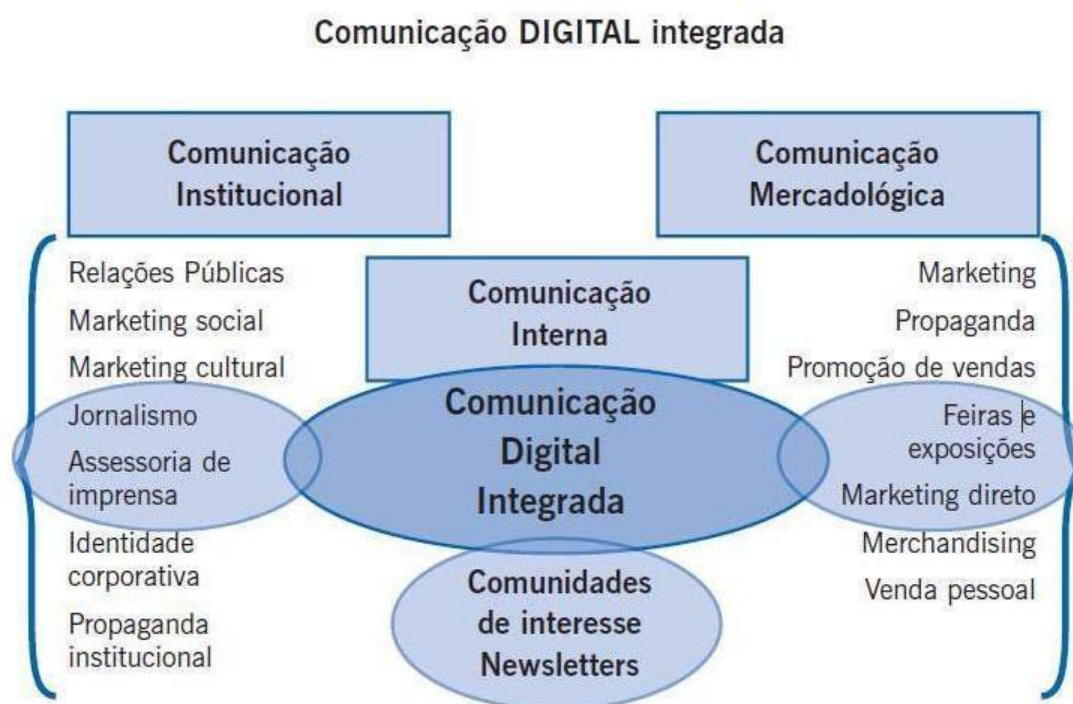 Comunicação DIGITAL integrada
Comunicação
Institucional
Comunicação
Mercadológica
Relações Públicas
Marketing social
Marketing cultural
Jornalismo
Assessoria de
imprensa
Identidade
corporativa
Propaganda
institucional
Comunicação
Interna
Comunicação
Digital
Integrada
Comunidades
de interesse
Newsletters
Marketing
Propaganda
Promoção de vendas
Feiras e
exposições
Marketing direto
Merchandising
Venda pessoal